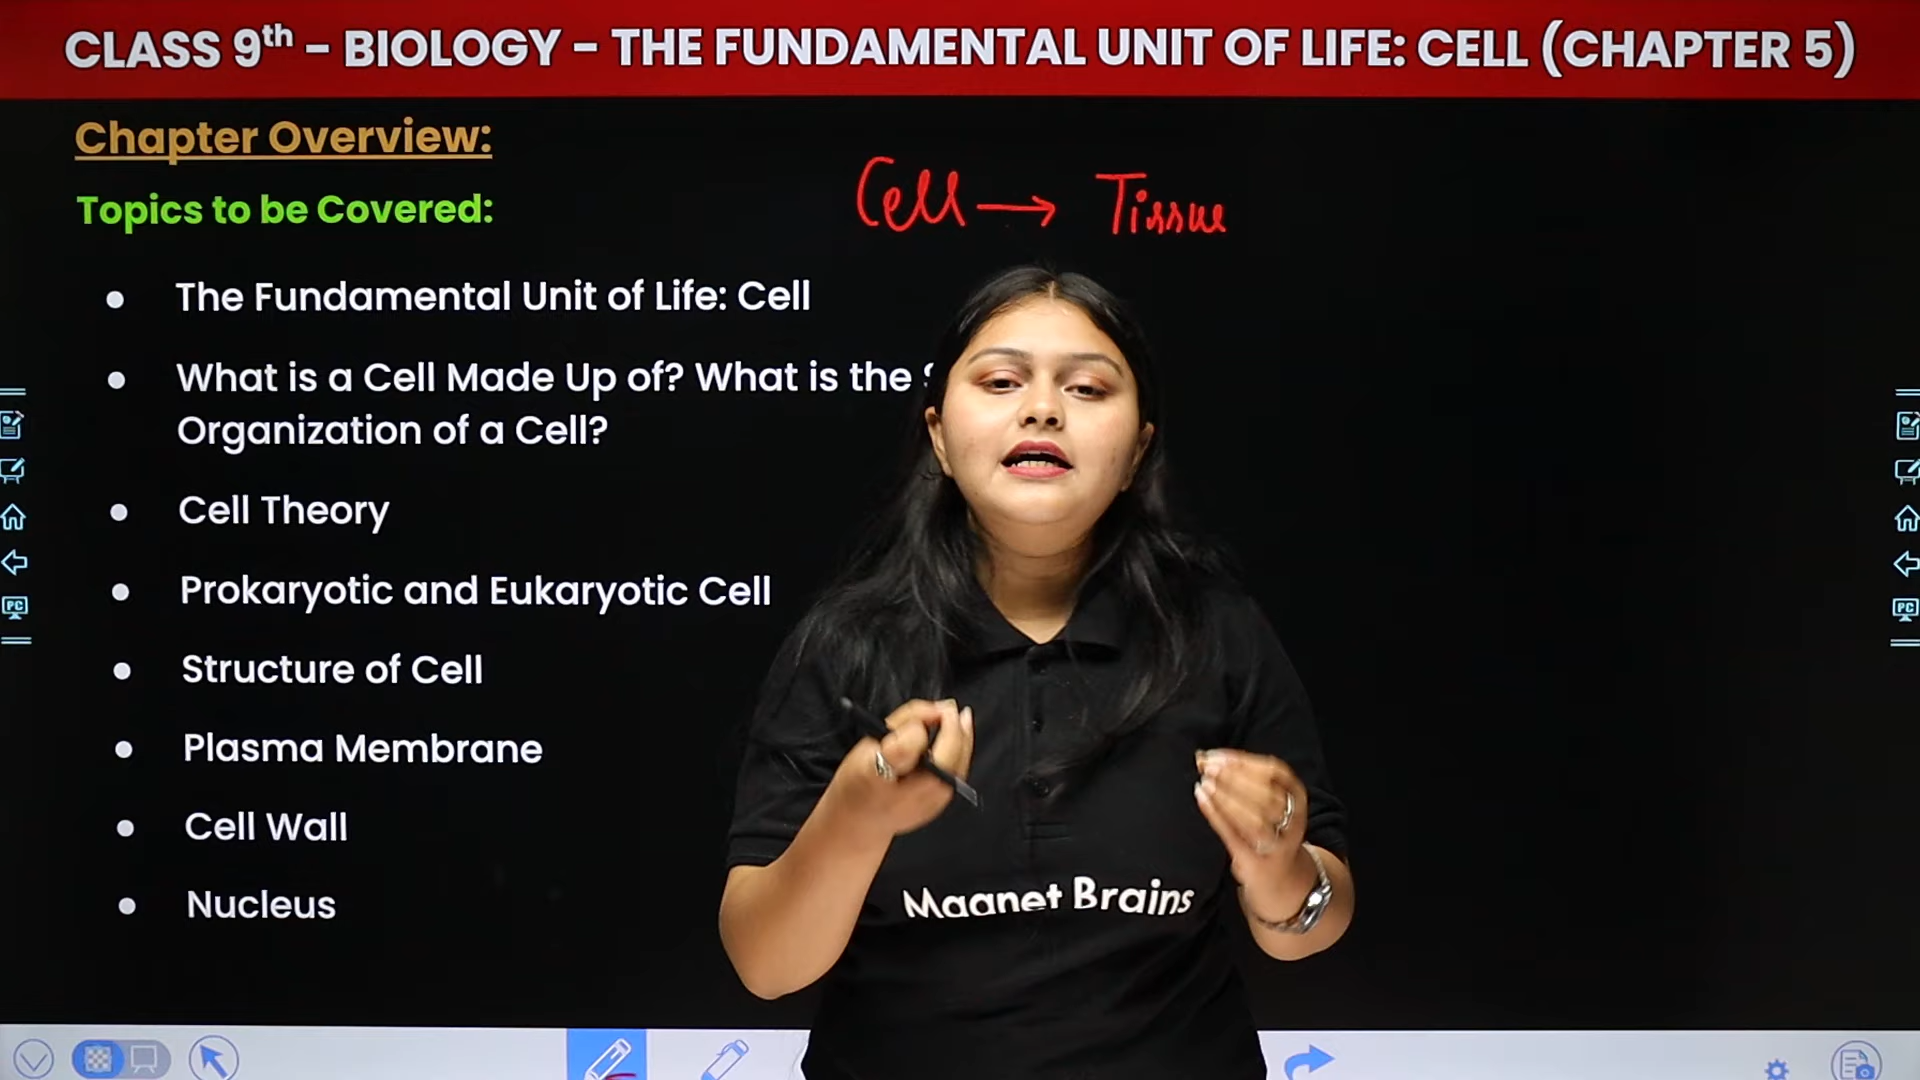 CLASS 9th – BIOLOGY – THE FUNDAMENTAL UNIT OF LIFE: CELL (CHAPTER 5)
Chapter Overview:
Topics to be Covered:
Cell → Tissue
● The Fundamental Unit of Life: Cell
● What is a Cell Made Up of? What is the
Organization of a Cell?
● Cell Theory
● Prokaryotic and Eukaryotic Cell
● Structure of Cell
● Plasma Membrane
● Cell Wall
● Nucleus
Magnet Brains
PC
PC